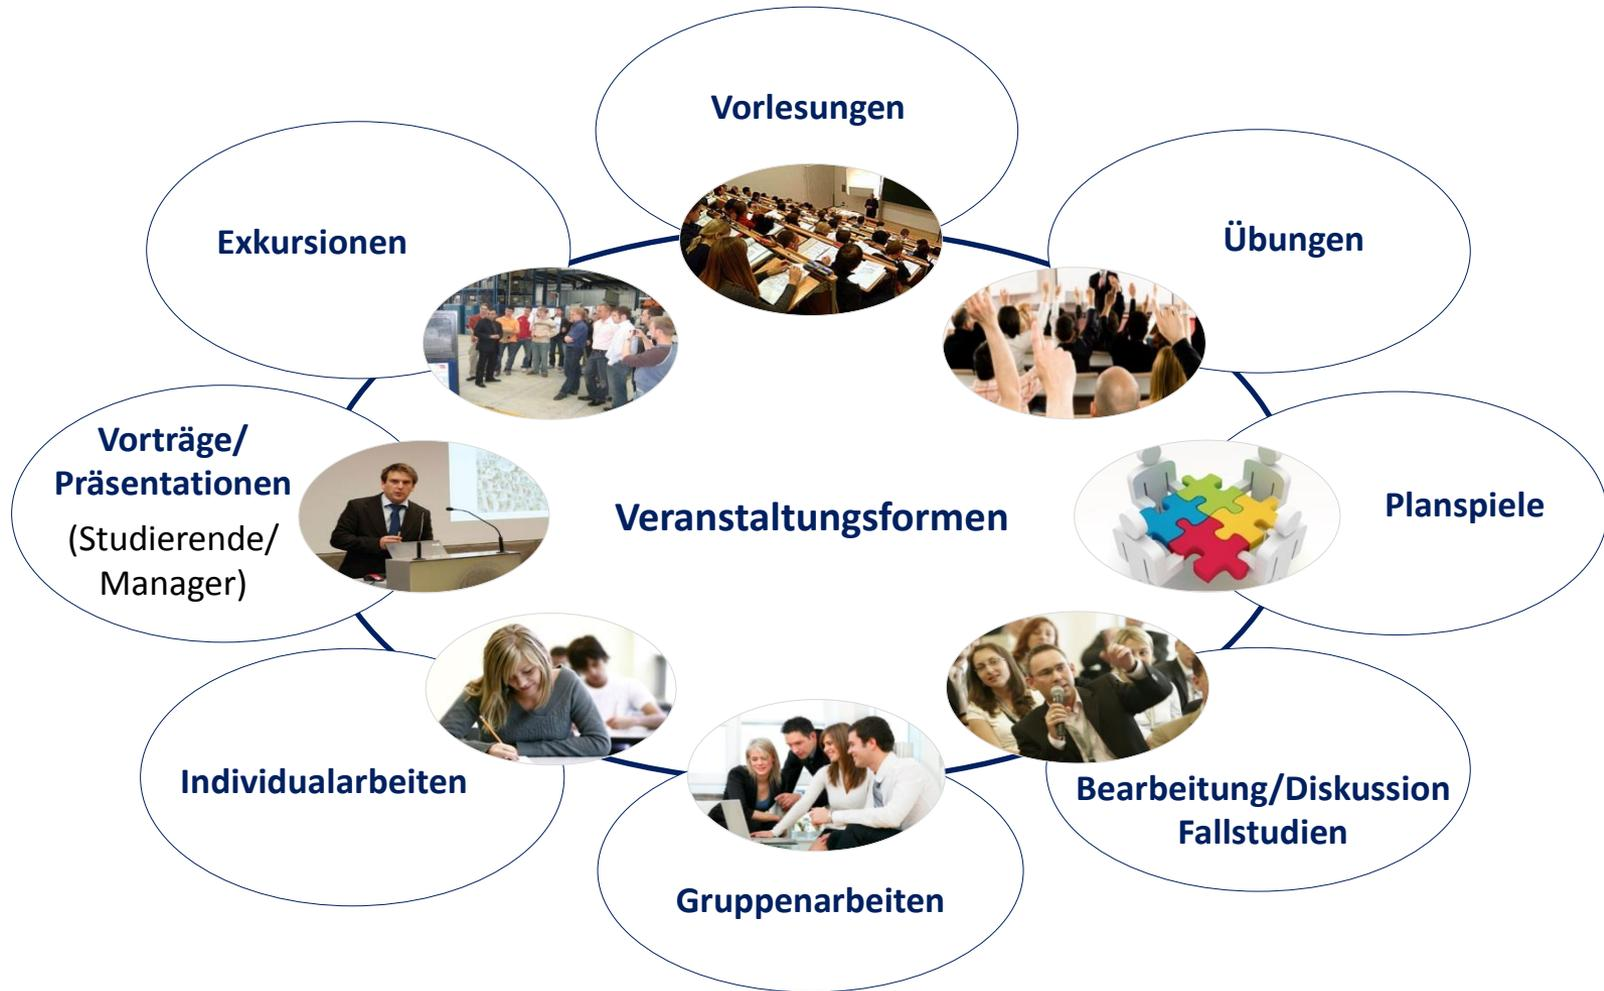 Vorlesungen
Exkursionen
Übungen
Vorträge/
Präsentationen
(Studierende/
Manager)
Veranstaltungsformen
Planspiele
Individualarbeiten
Bearbeitung/Diskussion
Fallstudien
Gruppenarbeiten